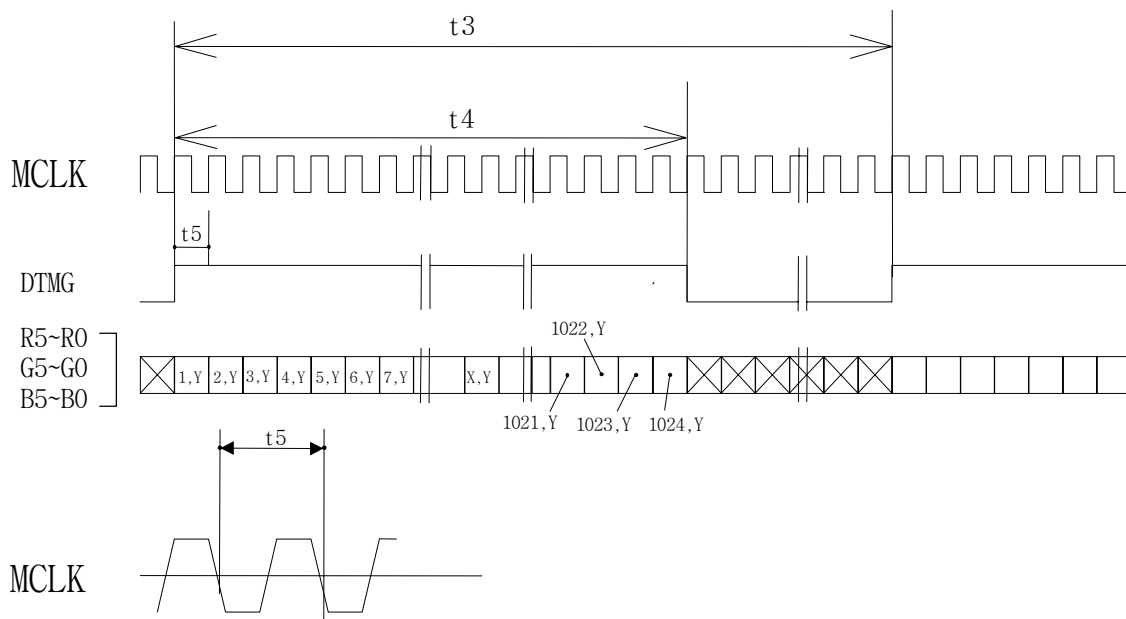 t3
t4
MCLK
t5
DTMG
R5~R0
G5~G0
B5~B0
1022,Y
1,Y 2,Y 3,Y 4,Y 5,Y 6,Y 7,Y X,Y
1021,Y 1023,Y 1024,Y
t5
MCLK